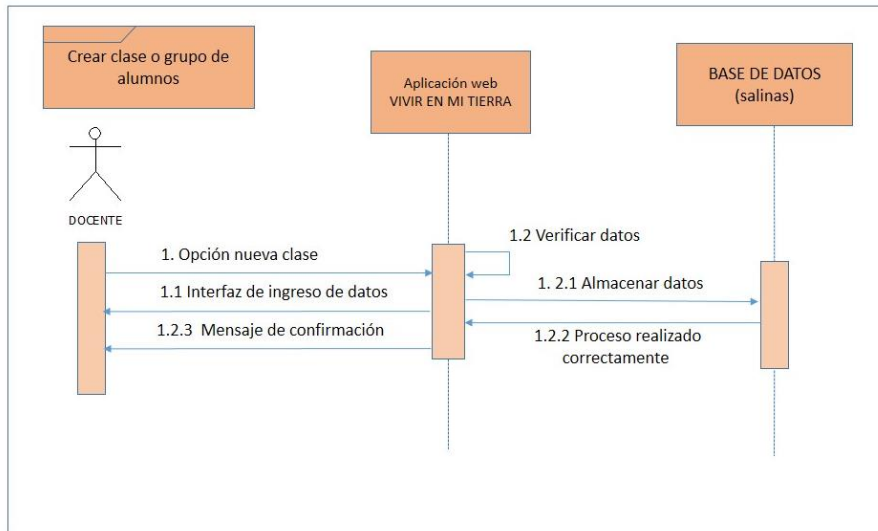 Crear clase o grupo de
alumnos
Aplicación web
VIVIR EN MI TIERRA
BASE DE DATOS
(salinas)
DOCENTE
1. Opción nueva clase
1.2 Verificar datos
1.1 Interfaz de ingreso de datos
1. 2.1 Almacenar datos
1.2.3 Mensaje de confirmación
1.2.2 Proceso realizado
correctamente